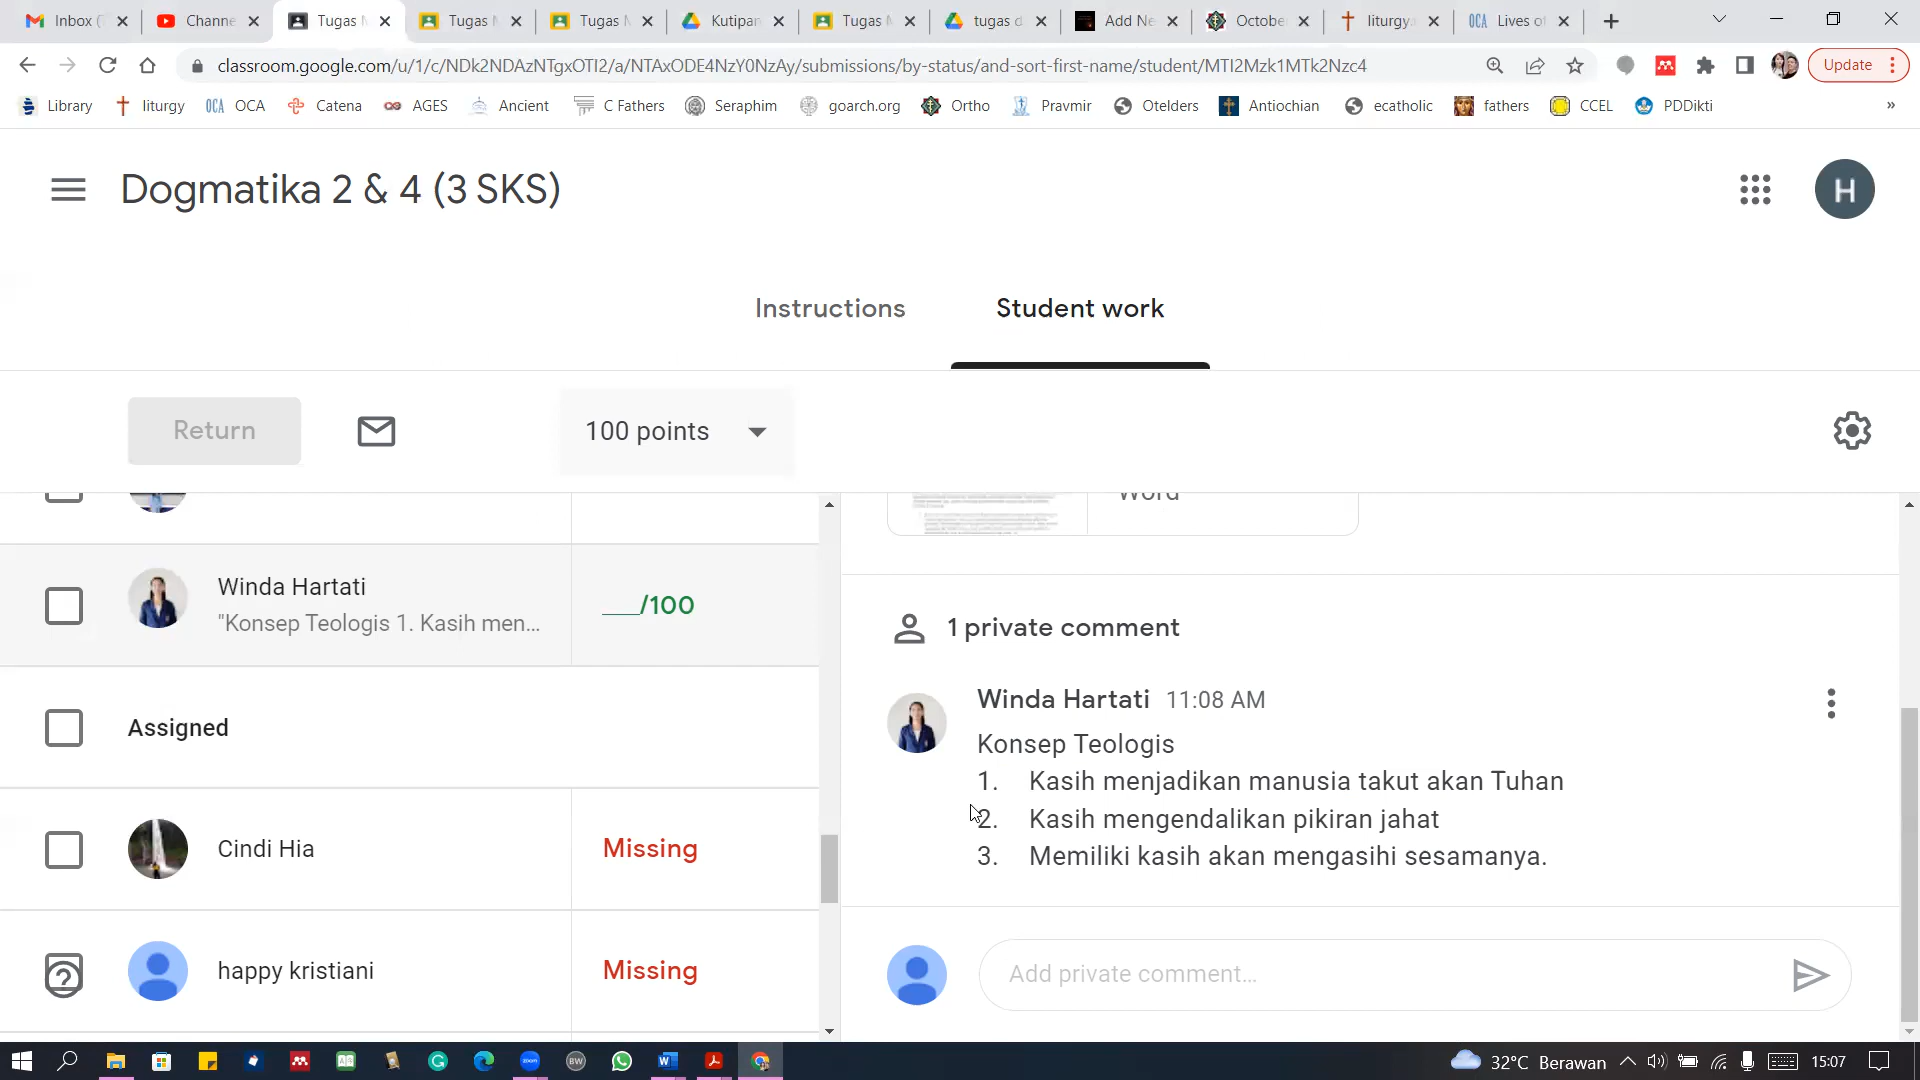 Inbox (
Channe
Tugas M
Tugas M
Tugas M
Kutipan
Tugas M
tugas d
Add Ne
Octobe
liturgy
Lives of
classroom.google.com/u/1/c/NDk2NDAzNTgxOTI2/a/NTAxODE4NzY0NzAy/submissions/by-status/and-sort-first-name/student/MTI2Mzk1MTk2Nzc4
Update
Library
liturgy
OCA
Catena
AGES
Ancient
C Fathers
Seraphim
goarch.org
Ortho
Pravmir
Otelders
Antiochian
ecatholic
fathers
CCEL
PDDikti
»
Dogmatika 2 & 4 (3 SKS)
H
Instructions
Student work
Return
100 points
Word
Winda Hartati
"Konsep Teologis 1. Kasih men...
___/100
Assigned
Cindi Hia
Missing
happy kristiani
Missing
1 private comment
Winda Hartati 11:08 AM
Konsep Teologis
1. Kasih menjadikan manusia takut akan Tuhan
2. Kasih mengendalikan pikiran jahat
3. Memiliki kasih akan mengasihi sesamanya.
Add private comment...
32°C Berawan
15:07